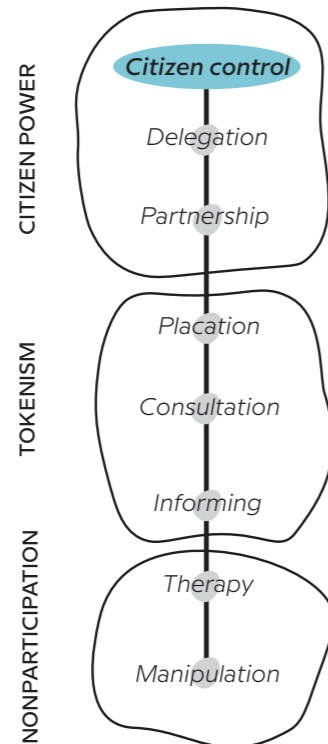 CITIZEN POWER
Citizen control
Delegation
Partnership
TOKENISM
Placation
Consultation
Informing
NONPARTICIPATION
Therapy
Manipulation